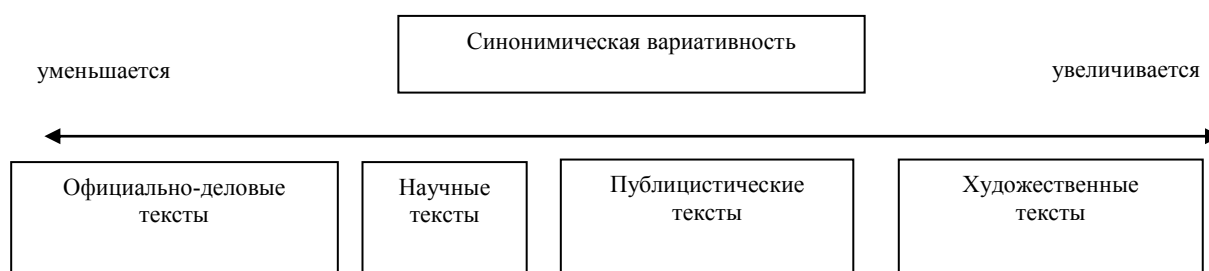 Синонимическая вариативность
уменьшается
увеличивается
Официально-деловые
тексты
Научные
тексты
Публицистические
тексты
Художественные
тексты